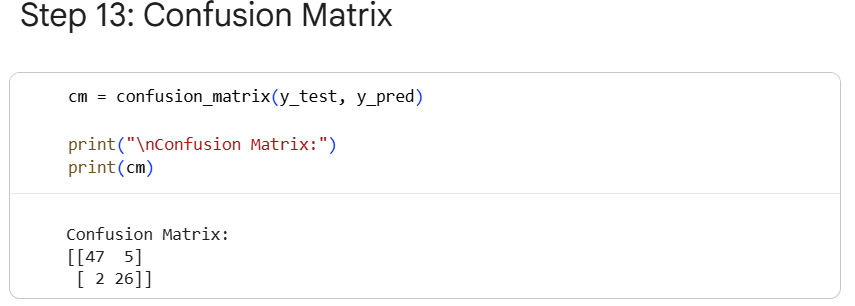 Step 13: Confusion Matrix
cm = confusion_matrix(y_test, y_pred)
print("\nConfusion Matrix:")
print(cm)
Confusion Matrix:
[[47  5]
 [ 2 26]]